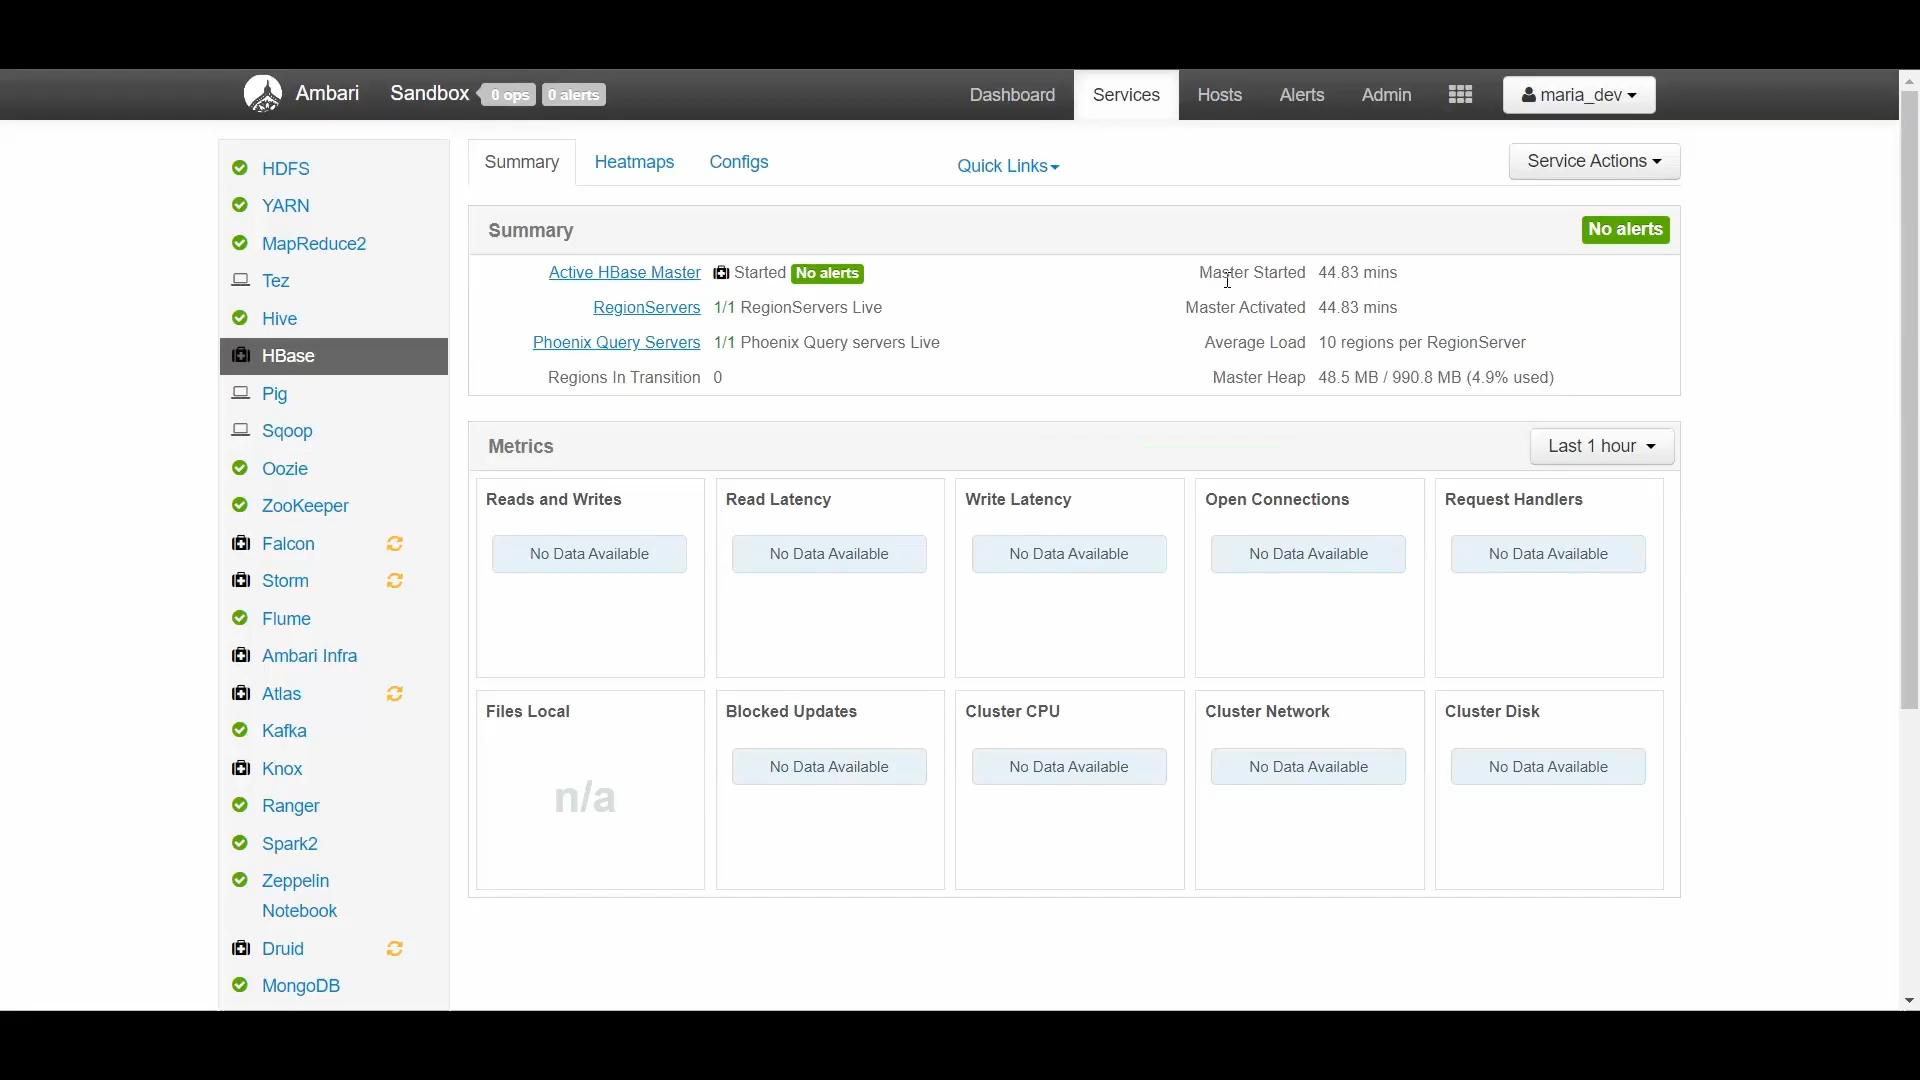 Ambari Sandbox 0 ops 0 alerts Dashboard Services Hosts Alerts Admin maria_dev
HDFS
YARN
MapReduce2
Tez
Hive
HBase
Pig
Sqoop
Oozie
ZooKeeper
Falcon
Storm
Flume
Ambari Infra
Atlas
Kafka
Knox
Ranger
Spark2
Zeppelin
Notebook
Druid
MongoDB
Summary Heatmaps Configs Quick Links Service Actions
Summary No alerts
Active HBase Master Started No alerts
RegionServers 1/1 RegionServers Live
Phoenix Query Servers 1/1 Phoenix Query servers Live
Regions In Transition 0
Master Started 44.83 mins
Master Activated 44.83 mins
Average Load 10 regions per RegionServer
Master Heap 48.5 MB / 990.8 MB (4.9% used)
Metrics Last 1 hour
Reads and Writes Read Latency Write Latency Open Connections Request Handlers
No Data Available No Data Available No Data Available No Data Available No Data Available
Files Local Blocked Updates Cluster CPU Cluster Network Cluster Disk
n/a No Data Available No Data Available No Data Available No Data Available